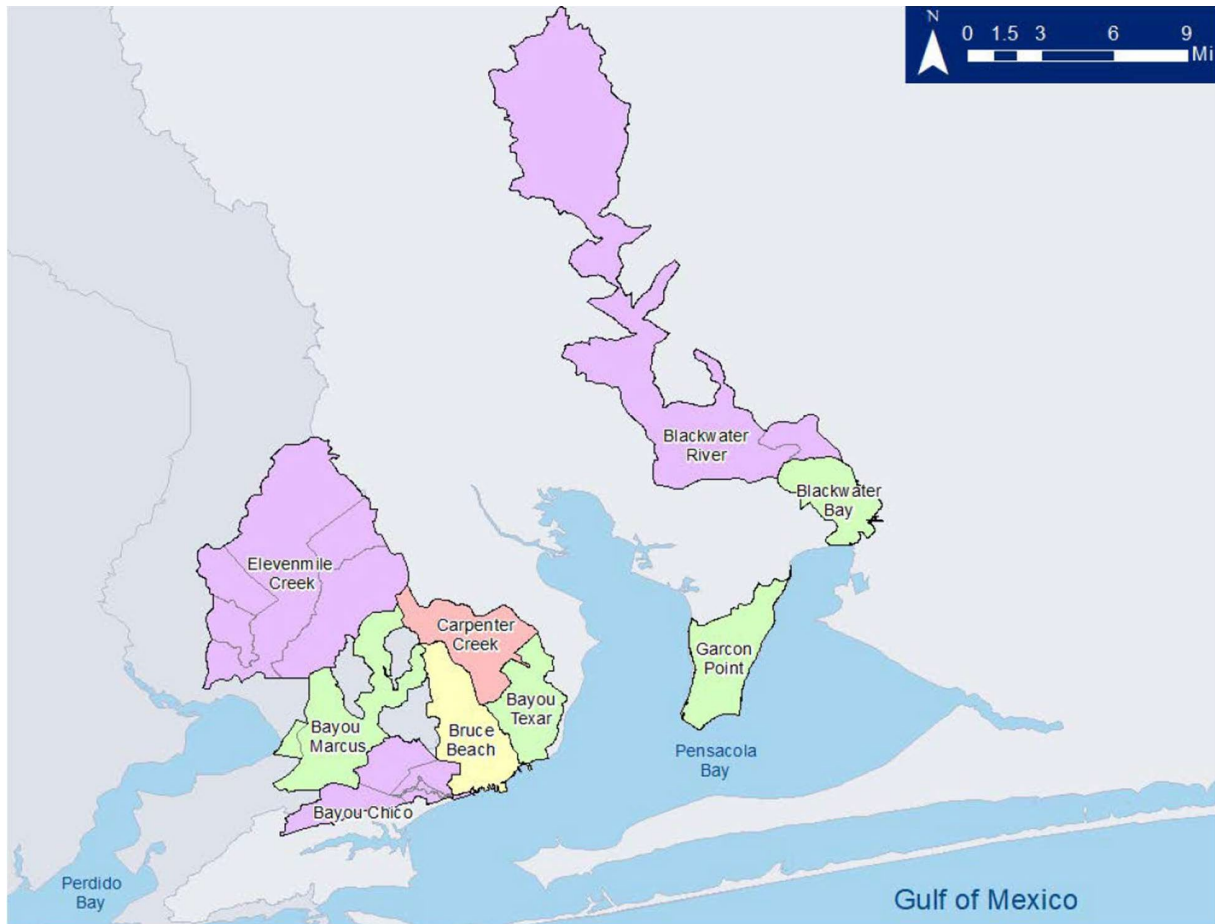 N
0 1.5 3 6 9
Mi
Blackwater
River
Blackwater
Bay
Elevenmile
Creek
Carpenter
Creek
Garcon
Point
Bayou
Texar
Bayou
Marcus
Bruce
Beach
Pensacola
Bay
Bayou Chico
Perdido
Bay
Gulf of Mexico